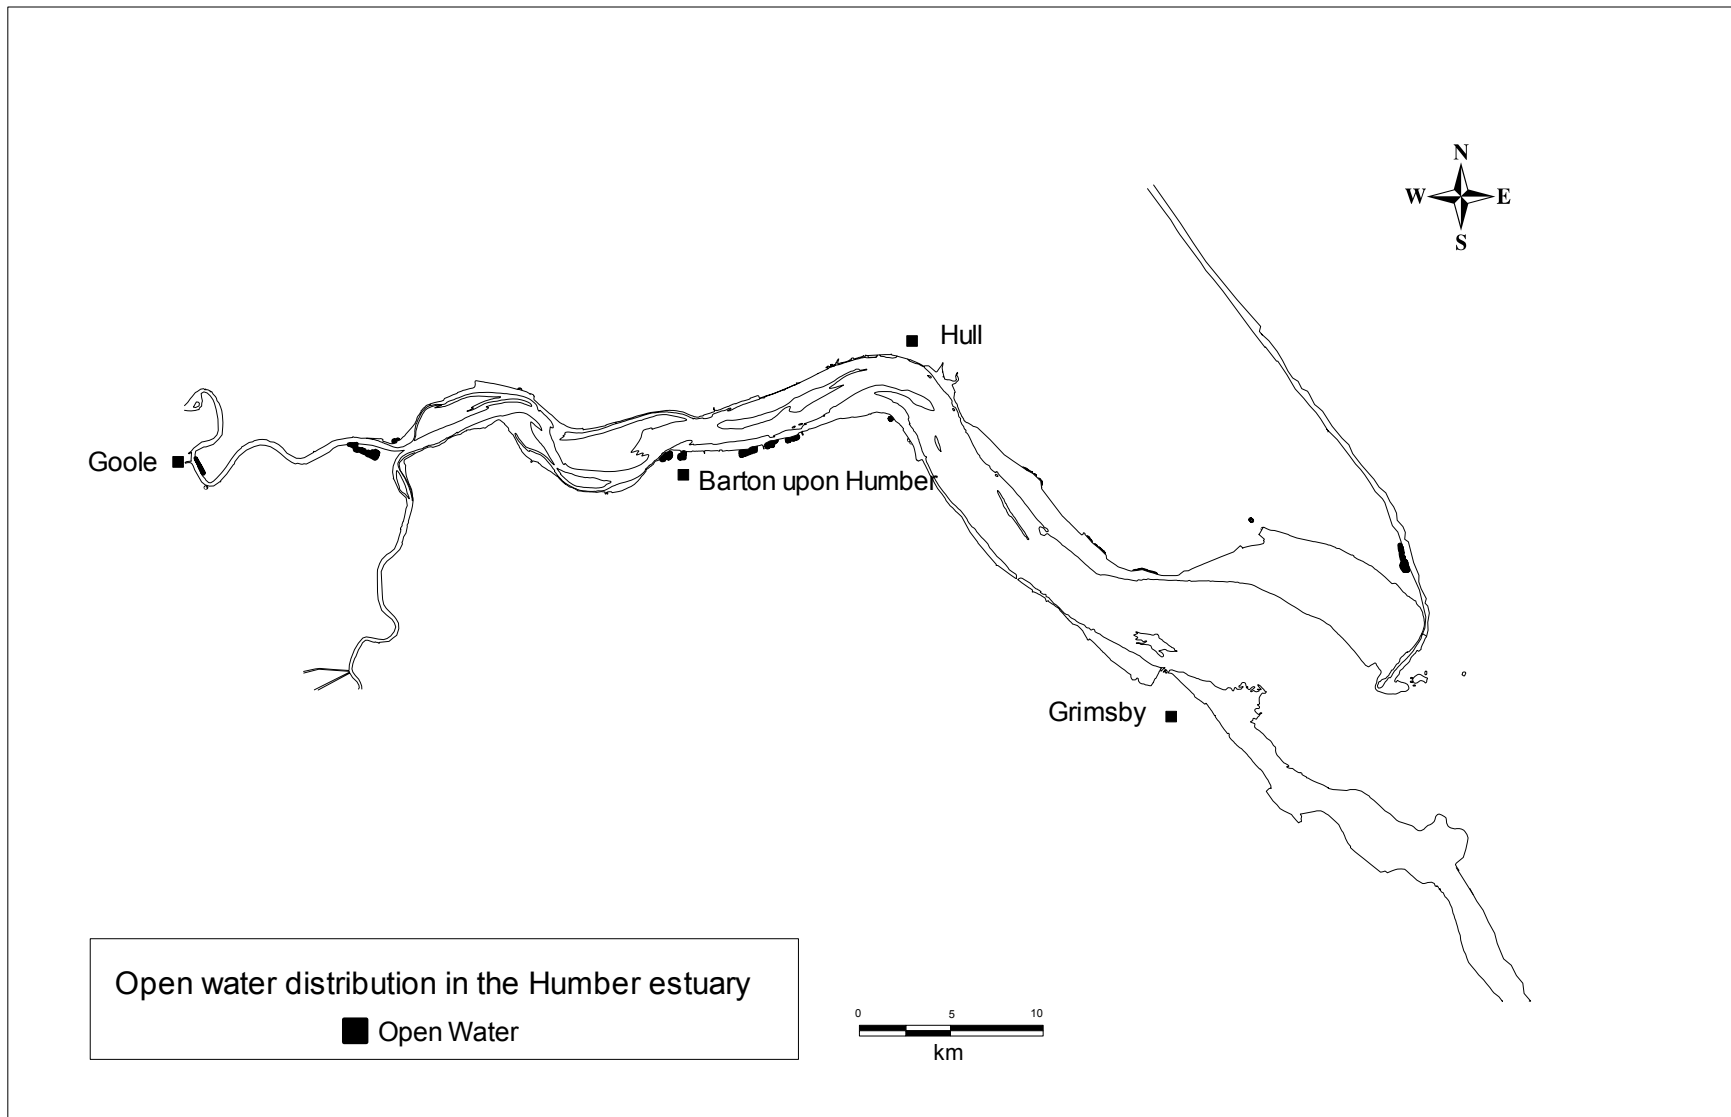 N
W E
S
Hull
Goole
Barton upon Humber
Grimsby
Open water distribution in the Humber estuary
Open Water
0 5 10
km